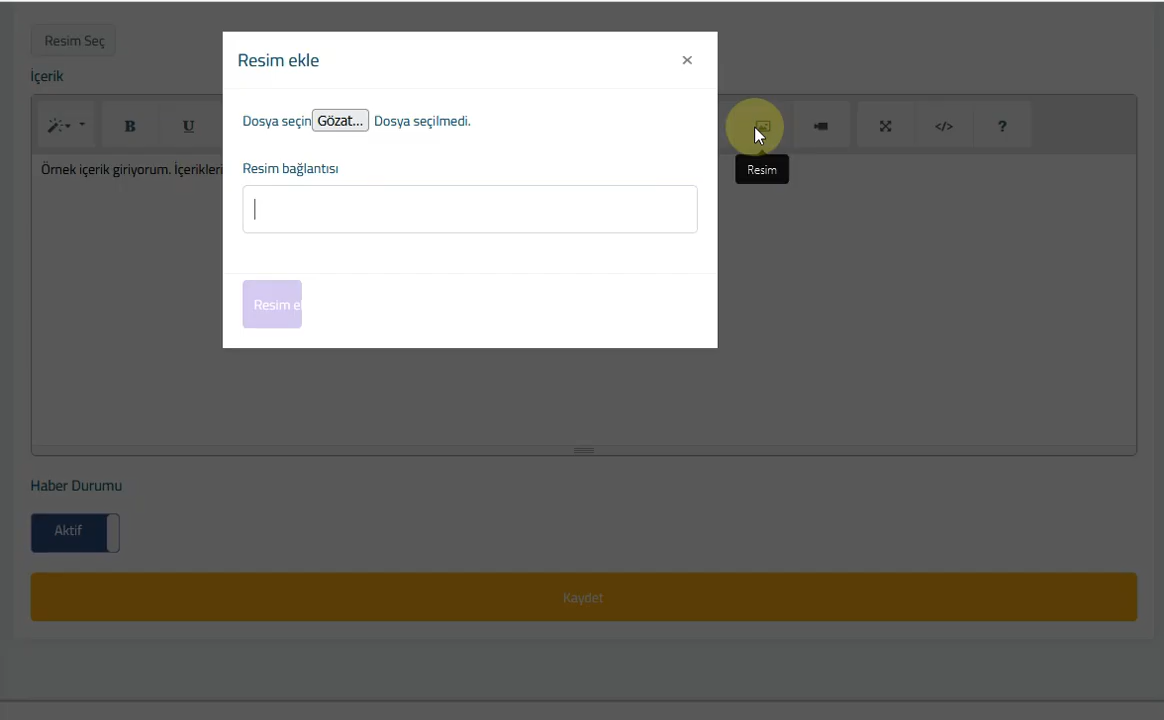 Resim Seç
İçerik
Resim ekle
×
Dosya seçin Gözat... Dosya seçilmedi.
Resim bağlantısı
Resim e
B U </> ?
Resim
Örnek içerik giriyorum. İçerikleri
Haber Durumu
Aktif
Kaydet